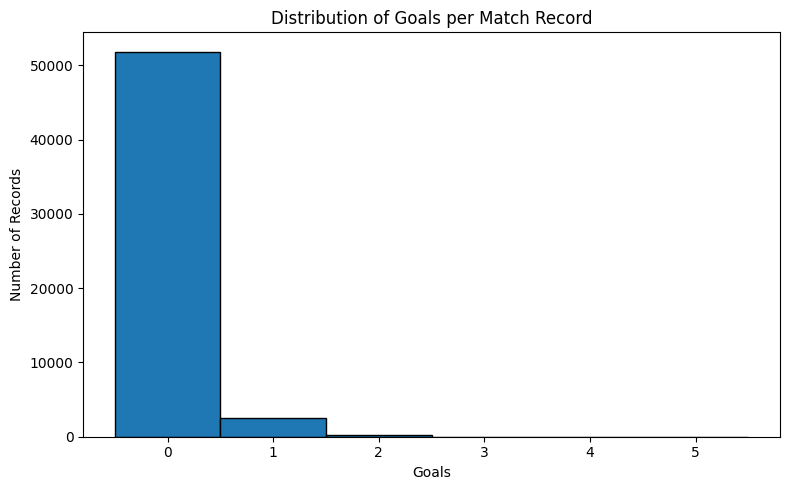 Distribution of Goals per Match Record
Number of Records
50000
40000
30000
20000
10000
0
0 1 2 3 4 5
Goals